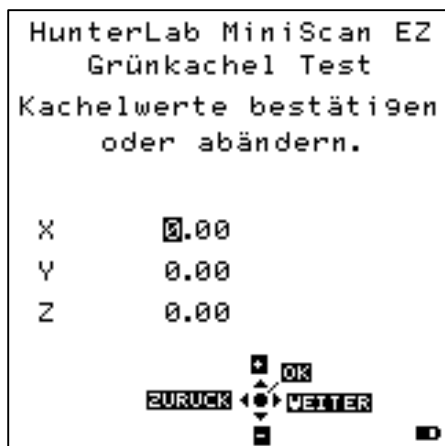 HunterLab MiniScan EZ
Grünkachel Test
Kachelwerte bestätigen
oder abändern.
X 0.00
Y 0.00
Z 0.00
+
OK
ZURUCK WEITER
-